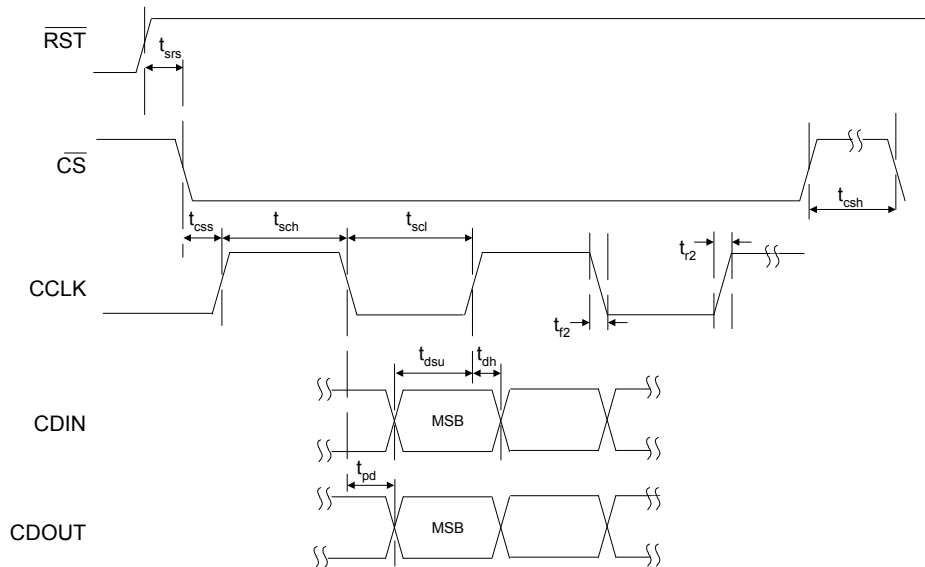 RST
t_srs
CS
t_css t_sch t_scl t_csh
CCLK
t_r2
t_f2
t_dsu t_dh
CDIN MSB
t_pd
CDOUT MSB